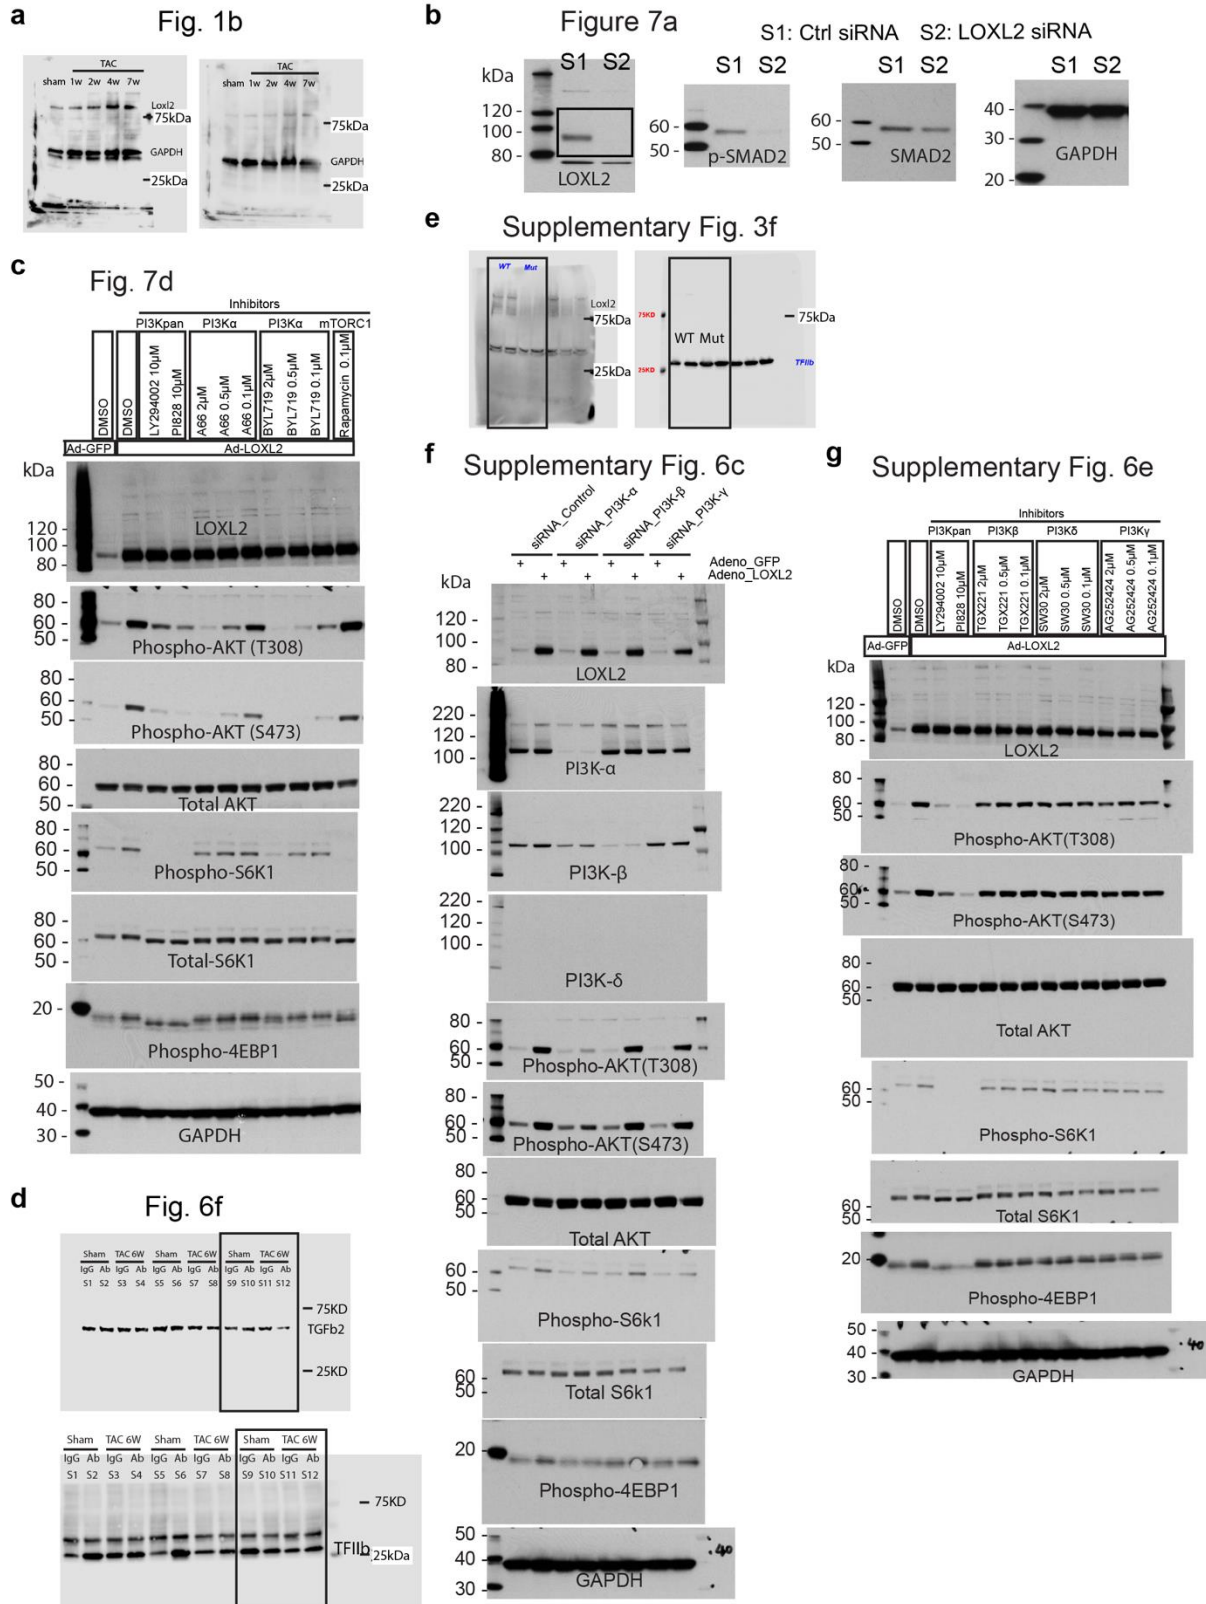 a
Fig. 1b
TAC
sham 1w 2w 4w 7w
Loxl2
75kDa
GAPDH
25kDa
TAC
sham 1w 2w 4w 7w
75kDa
GAPDH
25kDa
b
Figure 7a
S1: Ctrl siRNA S2: LOXL2 siRNA
kDa
S1 S2
120 -
100 -
80 -
LOXL2
S1 S2
60 -
50 -
p-SMAD2
S1 S2
60 -
50 -
SMAD2
S1 S2
40 -
30 -
20 -
GAPDH
c
Fig. 7d
Inhibitors
PI3Kpan PI3Kα PI3Kα mTORC1
DMSO
DMSO
LY294002 10µM
PI828 10µM
A66 2µM
A66 0.5µM
A66 0.1µM
BYL719 2µM
BYL719 0.5µM
BYL719 0.1µM
Rapamycin 0.1µM
Ad-GFP Ad-LOXL2
kDa
120 -
100 -
80 -
LOXL2
80 -
60 -
50 -
Phospho-AKT (T308)
80 -
60 -
50 -
Phospho-AKT (S473)
80 -
60 -
50 -
Total AKT
80 -
60 -
50 -
Phospho-S6K1
80 -
60 -
50 -
Total-S6K1
20 -
Phospho-4EBP1
50 -
40 -
30 -
GAPDH
d
Fig. 6f
Sham TAC 6W Sham TAC 6W Sham TAC 6W
IgG Ab IgG Ab IgG Ab IgG Ab IgG Ab IgG Ab
S1 S2 S3 S4 S5 S6 S7 S8 S9 S10 S11 S12
75KD
TGFb2
25KD
Sham TAC 6W Sham TAC 6W Sham TAC 6W
IgG Ab IgG Ab IgG Ab IgG Ab IgG Ab IgG Ab
S1 S2 S3 S4 S5 S6 S7 S8 S9 S10 S11 S12
75KD
TFIIb
25kDa
e
Supplementary Fig. 3f
WT Mut
Loxl2
75kDa
25kDa
75KD
75kDa
WT Mut
25KD
TFIIb
f
Supplementary Fig. 6c
siRNA_Control
siRNA_PI3K-α
siRNA_PI3K-β
siRNA_PI3K-γ
+ + + + Adeno_GFP
+ + + + Adeno_LOXL2
kDa
120 -
100 -
80 -
LOXL2
220 -
120 -
100 -
PI3K-α
220 -
120 -
100 -
PI3K-β
220 -
120 -
100 -
PI3K-δ
80 -
60 -
50 -
Phospho-AKT(T308)
80 -
60 -
50 -
Phospho-AKT(S473)
80 -
60 -
50 -
Total AKT
60 -
50 -
Phospho-S6k1
60 -
50 -
Total S6k1
20 -
Phospho-4EBP1
50 -
40 -
30 -
40
GAPDH
g
Supplementary Fig. 6e
Inhibitors
PI3Kpan PI3Kβ PI3Kδ PI3Kγ
DMSO
DMSO
LY294002 10µM
PI828 10µM
TGX221 2µM
TGX221 0.5µM
TGX221 0.1µM
SW30 2µM
SW30 0.5µM
SW30 0.1µM
AG252424 2µM
AG252424 0.5µM
AG252424 0.1µM
Ad-GFP Ad-LOXL2
kDa
120 -
100 -
80 -
LOXL2
80 -
60 -
50 -
Phospho-AKT(T308)
80 -
60 -
50 -
Phospho-AKT(S473)
80 -
60 -
50 -
Total AKT
60 -
50 -
Phospho-S6K1
60 -
50 -
Total S6K1
20 -
Phospho-4EBP1
50 -
40 -
30 -
40
GAPDH